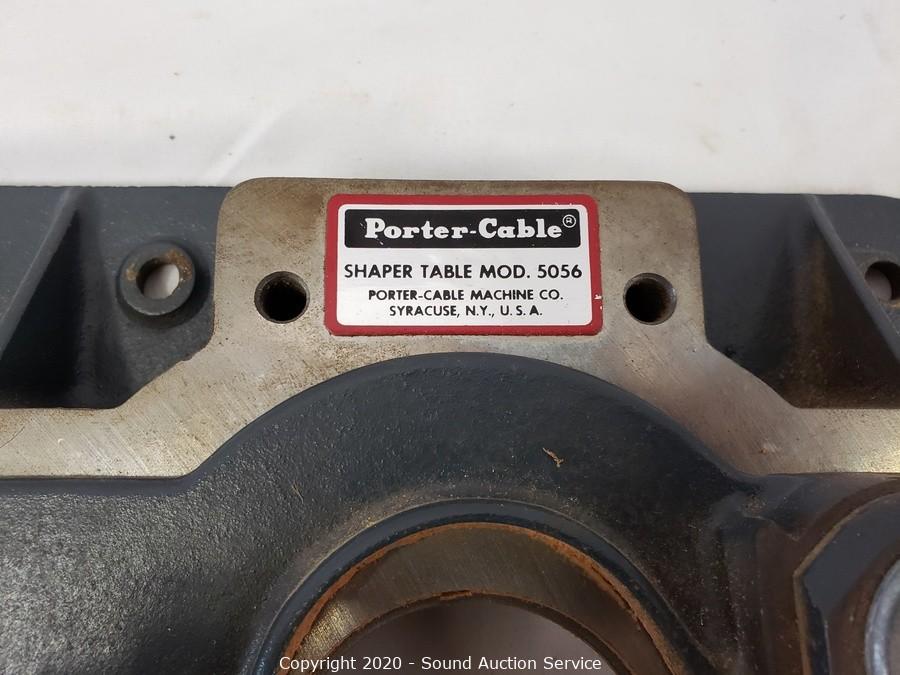 Porter-Cable®
SHAPER TABLE MOD. 5056
PORTER-CABLE MACHINE CO.
SYRACUSE, N.Y., U.S.A.
Copyright 2020 - Sound Auction Service